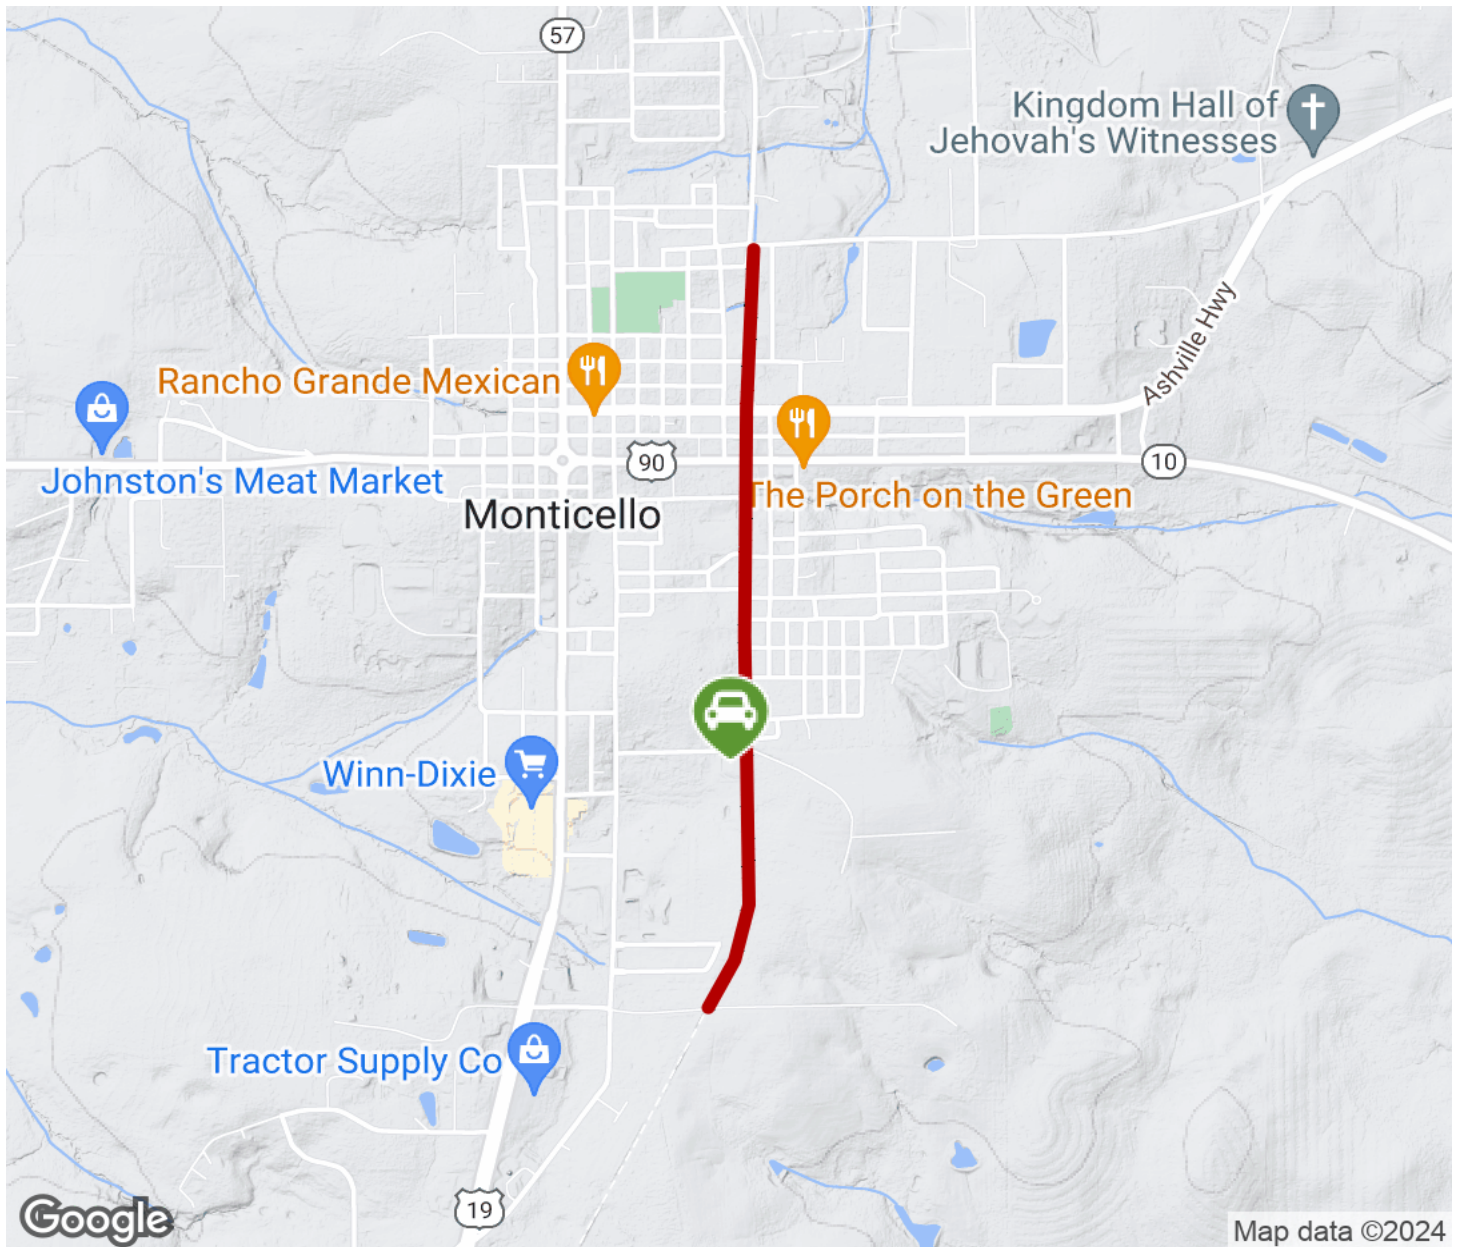 57
Kingdom Hall of
Jehovah's Witnesses
Ashville Hwy
Rancho Grande Mexican
Johnston's Meat Market
90
10
The Porch on the Green
Monticello
Winn-Dixie
Tractor Supply Co
19
Google
Map data ©2024